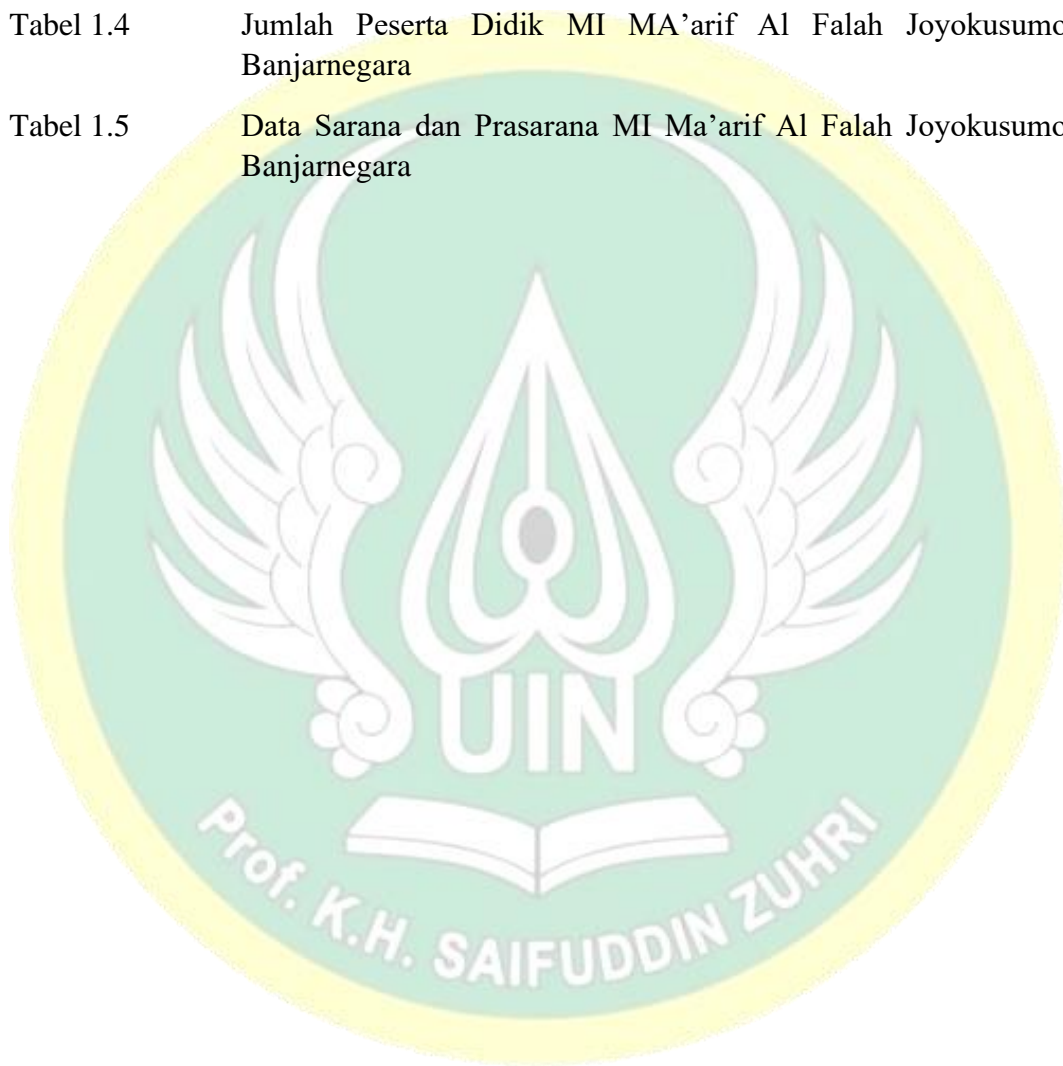 Tabel 1.4 Jumlah Peserta Didik MI MA’arif Al Falah Joyokusumo
Banjarnegara
Tabel 1.5 Data Sarana dan Prasarana MI Ma’arif Al Falah Joyokusumo
Banjarnegara
UIN
Prof. K.H. SAIFUDDIN ZUHRI